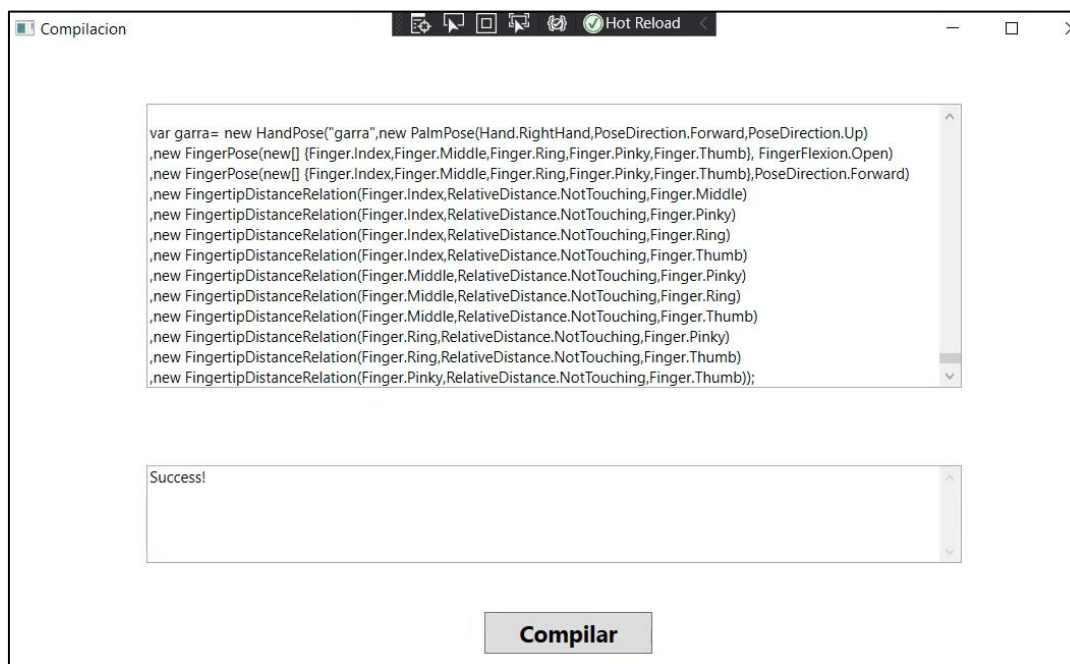 Compilacion
Hot Reload
var garra= new HandPose("garra",new PalmPose(Hand.RightHand,PoseDirection.Forward,PoseDirection.Up)
,new FingerPose(new[] {Finger.Index,Finger.Middle,Finger.Ring,Finger.Pinky,Finger.Thumb}, FingerFlexion.Open)
,new FingerPose(new[] {Finger.Index,Finger.Middle,Finger.Ring,Finger.Pinky,Finger.Thumb},PoseDirection.Forward)
,new FingertipDistanceRelation(Finger.Index,RelativeDistance.NotTouching,Finger.Middle)
,new FingertipDistanceRelation(Finger.Index,RelativeDistance.NotTouching,Finger.Pinky)
,new FingertipDistanceRelation(Finger.Index,RelativeDistance.NotTouching,Finger.Ring)
,new FingertipDistanceRelation(Finger.Index,RelativeDistance.NotTouching,Finger.Thumb)
,new FingertipDistanceRelation(Finger.Middle,RelativeDistance.NotTouching,Finger.Pinky)
,new FingertipDistanceRelation(Finger.Middle,RelativeDistance.NotTouching,Finger.Ring)
,new FingertipDistanceRelation(Finger.Middle,RelativeDistance.NotTouching,Finger.Thumb)
,new FingertipDistanceRelation(Finger.Ring,RelativeDistance.NotTouching,Finger.Pinky)
,new FingertipDistanceRelation(Finger.Ring,RelativeDistance.NotTouching,Finger.Thumb)
,new FingertipDistanceRelation(Finger.Pinky,RelativeDistance.NotTouching,Finger.Thumb));
Success!
Compilar